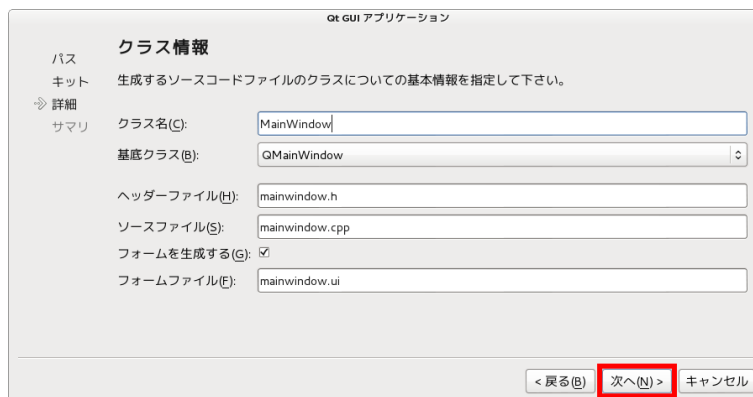 Qt GUI アプリケーション
パス
キット
詳細
サマリ
クラス情報
生成するソースコードファイルのクラスについての基本情報を指定して下さい。
クラス名(C): MainWindow
基底クラス(B): QMainWindow
ヘッダーファイル(H): mainwindow.h
ソースファイル(S): mainwindow.cpp
フォームを生成する(G):
フォームファイル(F): mainwindow.ui
< 戻る(B) 次へ(N) > キャンセル